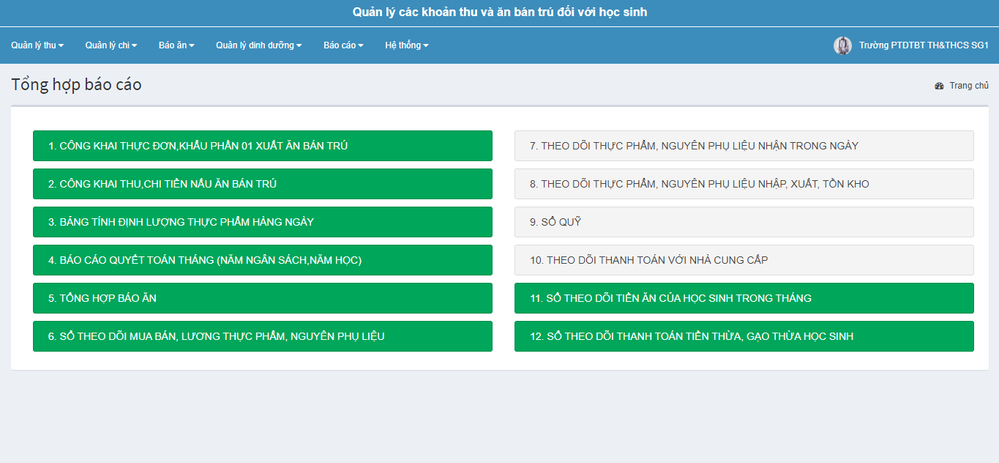 Quản lý các khoản thu và ăn bán trú đối với học sinh
Quản lý thu
Quản lý chi
Báo ăn
Quản lý dinh dưỡng
Báo cáo
Hệ thống
Trường PTDTBT TH&THCS SG1
Tổng hợp báo cáo
Trang chủ
1. CÔNG KHAI THỰC ĐƠN,KHẨU PHẦN 01 XUẤT ĂN BÁN TRÚ
2. CÔNG KHAI THU,CHI TIỀN NẤU ĂN BÁN TRÚ
3. BẢNG TÍNH ĐỊNH LƯỢNG THỰC PHẨM HÀNG NGÀY
4. BÁO CÁO QUYẾT TOÁN THÁNG (NĂM NGÂN SÁCH,NĂM HỌC)
5. TỔNG HỢP BÁO ĂN
6. SỔ THEO DÕI MUA BÁN, LƯƠNG THỰC PHẨM, NGUYÊN PHỤ LIỆU
7. THEO DÕI THỰC PHẨM, NGUYÊN PHỤ LIỆU NHẬN TRONG NGÀY
8. THEO DÕI THỰC PHẨM, NGUYÊN PHỤ LIỆU NHẬP, XUẤT, TỒN KHO
9. SỔ QUỸ
10. THEO DÕI THANH TOÁN VỚI NHÀ CUNG CẤP
11. SỔ THEO DÕI TIỀN ĂN CỦA HỌC SINH TRONG THÁNG
12. SỔ THEO DÕI THANH TOÁN TIỀN THỪA, GẠO THỪA HỌC SINH